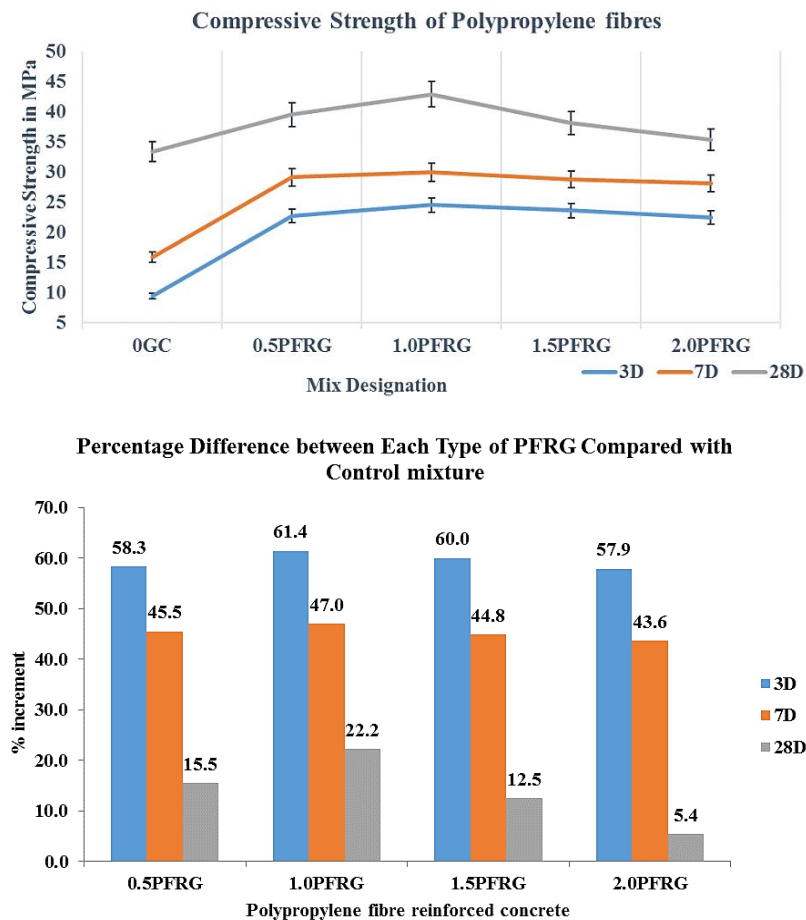 Compressive Strength of Polypropylene fibres
Compressive Strength in MPa
50
45
40
35
30
25
20
15
10
5
0GC 0.5PFRG 1.0PFRG 1.5PFRG 2.0PFRG
Mix Designation
3D 7D 28D
Percentage Difference between Each Type of PFRG Compared with
Control mixture
% increment
70.0
60.0
50.0
40.0
30.0
20.0
10.0
0.0
58.3
45.5
15.5
61.4
47.0
22.2
60.0
44.8
12.5
57.9
43.6
5.4
3D
7D
28D
0.5PFRG 1.0PFRG 1.5PFRG 2.0PFRG
Polypropylene fibre reinforced concrete